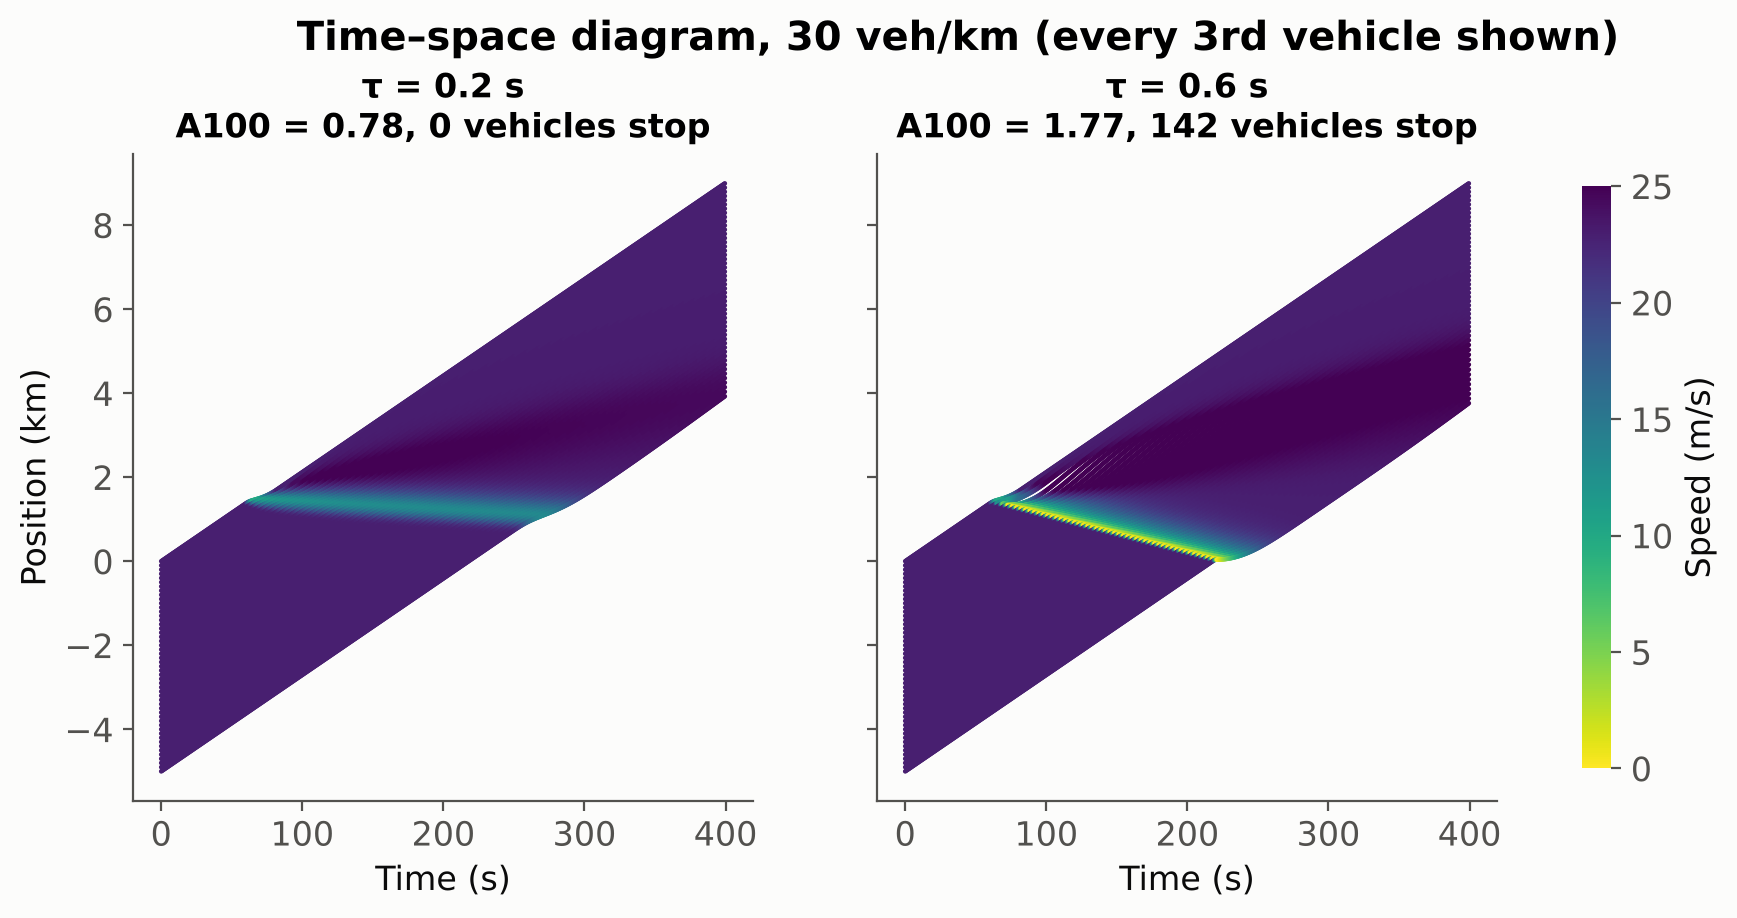 Time–space diagram, 30 veh/km (every 3rd vehicle shown)
τ = 0.2 s
A100 = 0.78, 0 vehicles stop
τ = 0.6 s
A100 = 1.77, 142 vehicles stop
Position (km)
8
6
4
2
0
−2
−4
0
100
200
300
400
Time (s)
0
100
200
300
400
Time (s)
25
20
15
10
5
0
Speed (m/s)